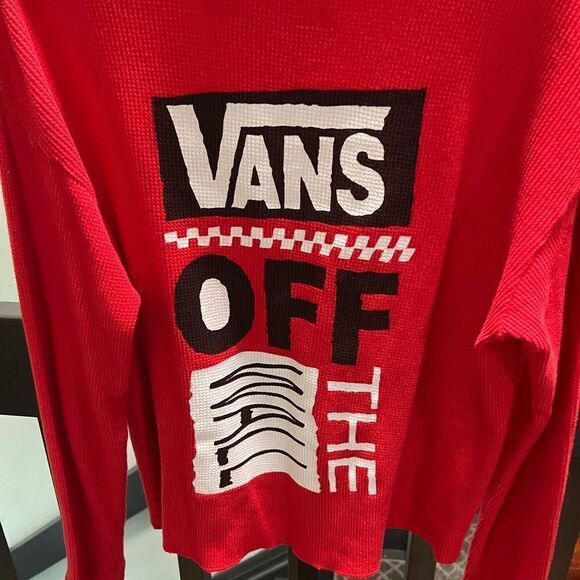 VANS
OFF
THE